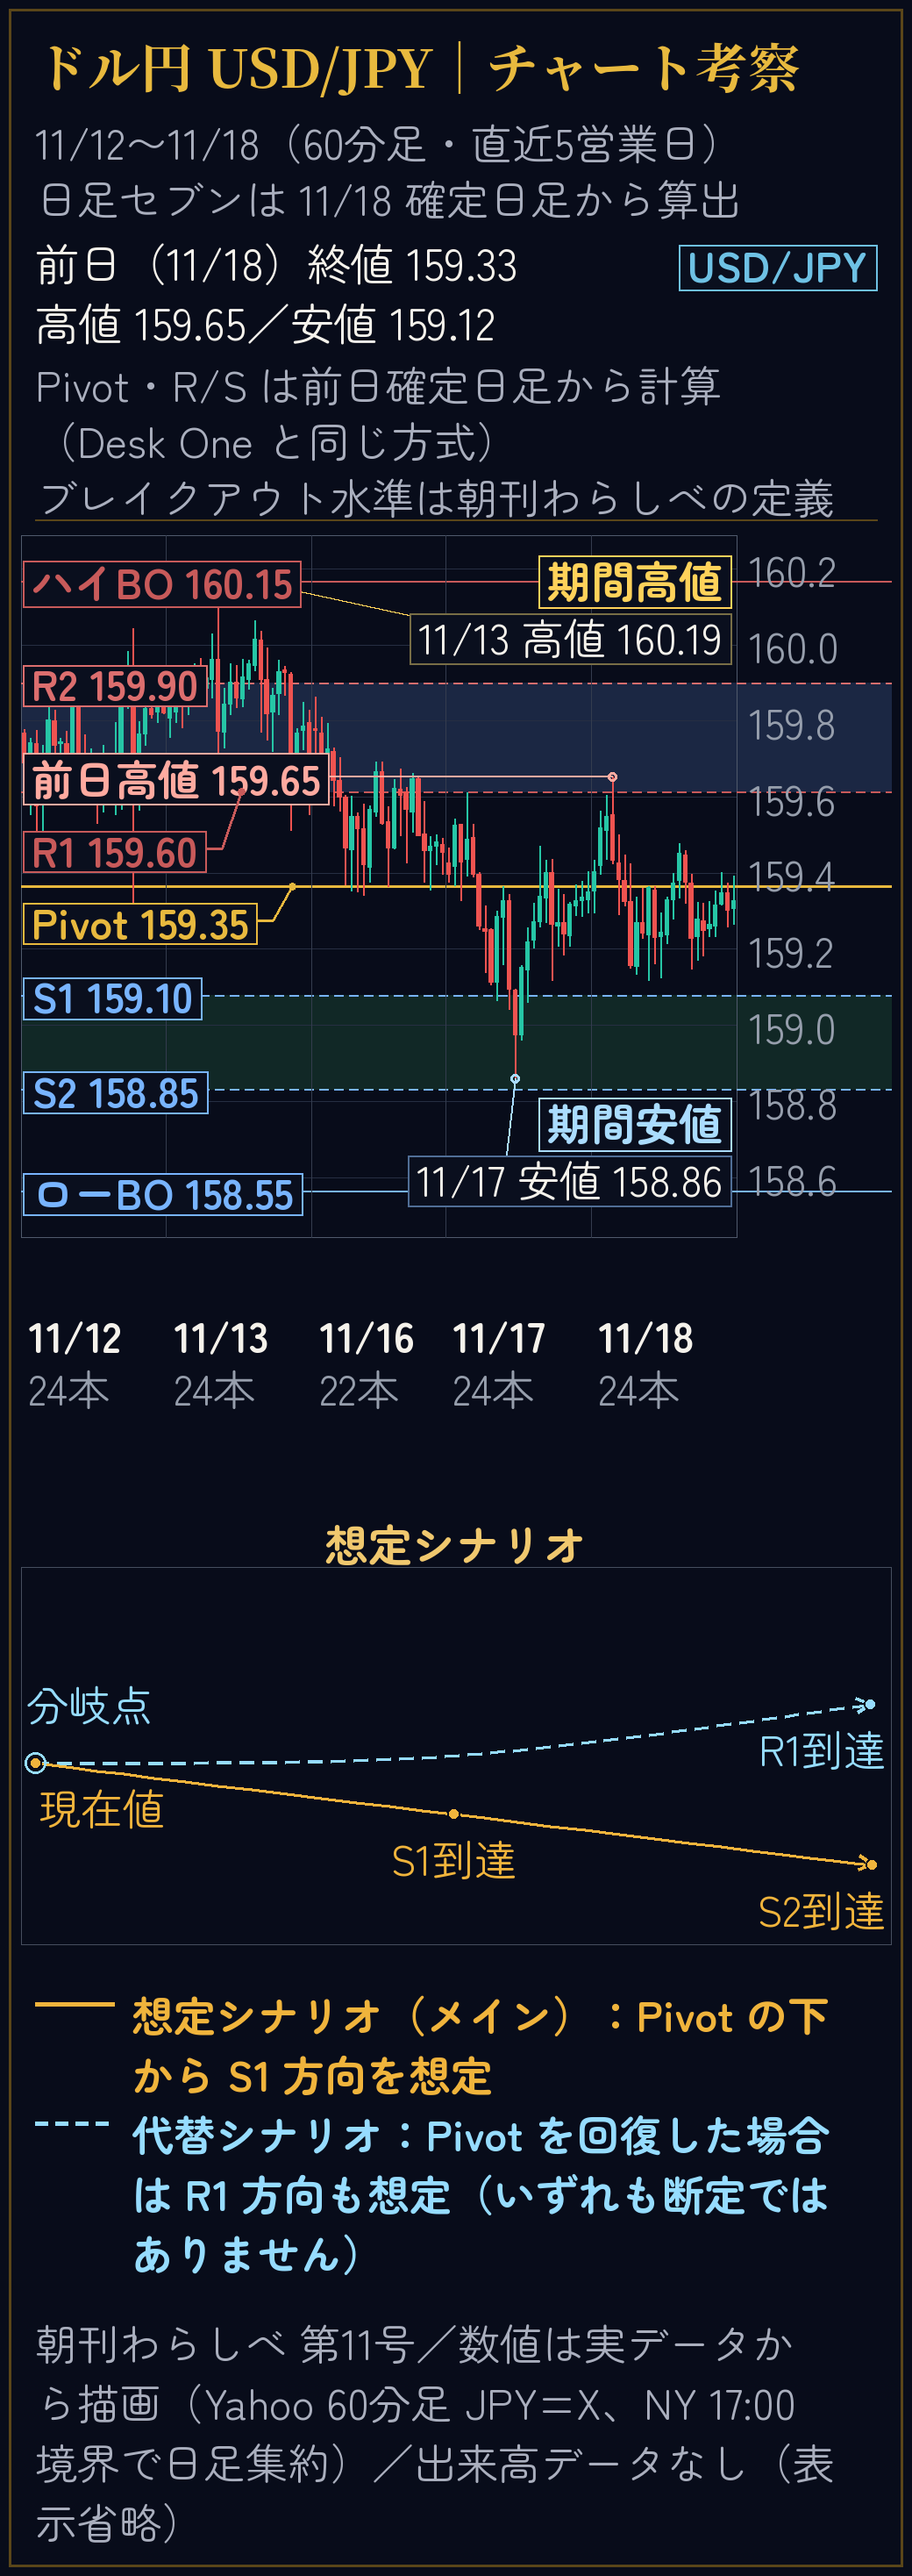 ドル円 USD/JPY｜チャート考察
11/12〜11/18（60分足・直近5営業日）
日足セブンは 11/18 確定日足から算出
前日（11/18）終値 159.33
USD/JPY
高値 159.65／安値 159.12
Pivot・R/S は前日確定日足から計算
（Desk One と同じ方式）
ブレイクアウト水準は朝刊わらしべの定義
ハイBO 160.15
期間高値
160.2
11/13 高値 160.19
160.0
R2 159.90
159.8
前日高値 159.65
159.6
R1 159.60
159.4
Pivot 159.35
159.2
S1 159.10
159.0
S2 158.85
158.8
期間安値
11/17 安値 158.86
158.6
ローBO 158.55
11/12 11/13 11/16 11/17 11/18
24本 24本 22本 24本 24本
想定シナリオ
分岐点
R1到達
現在値
S1到達
S2到達
想定シナリオ（メイン）：Pivot の下
から S1 方向を想定
代替シナリオ：Pivot を回復した場合
は R1 方向も想定（いずれも断定では
ありません）
朝刊わらしべ 第11号／数値は実データか
ら描画（Yahoo 60分足 JPY=X、NY 17:00
境界で日足集約）／出来高データなし（表
示省略）